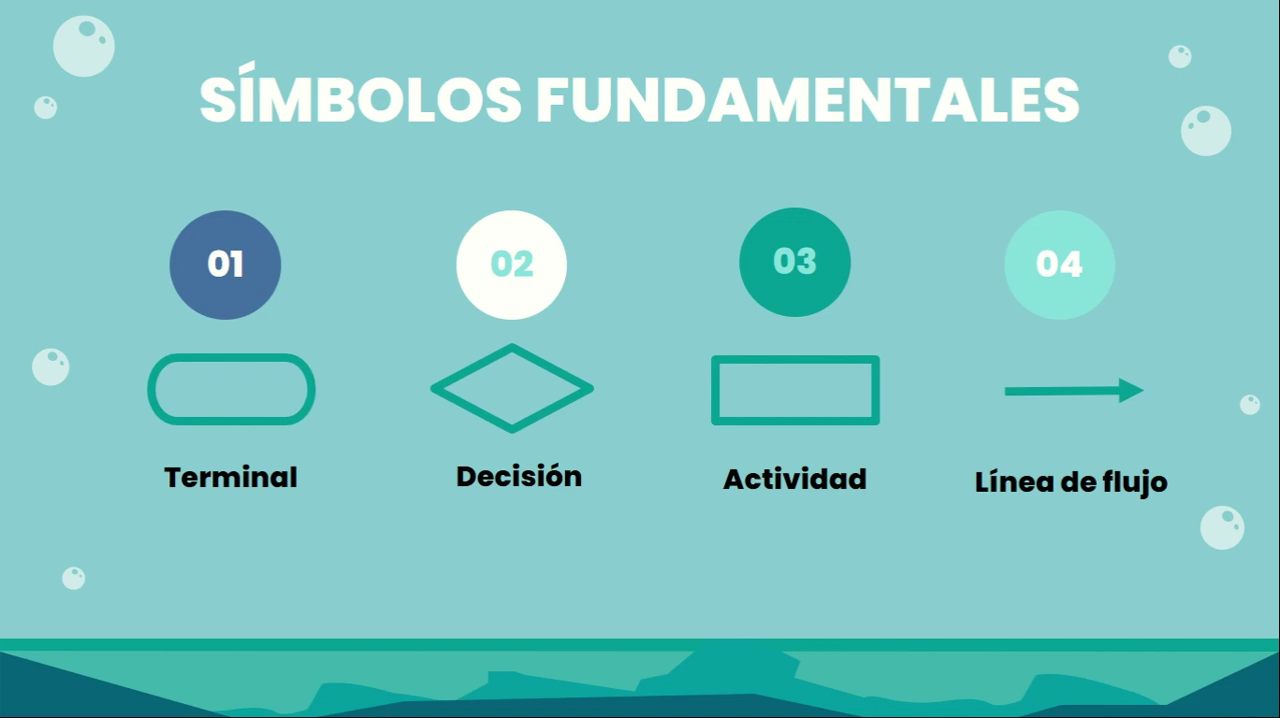 SÍMBOLOS FUNDAMENTALES
01
02
03
04
Terminal
Decisión
Actividad
Línea de flujo